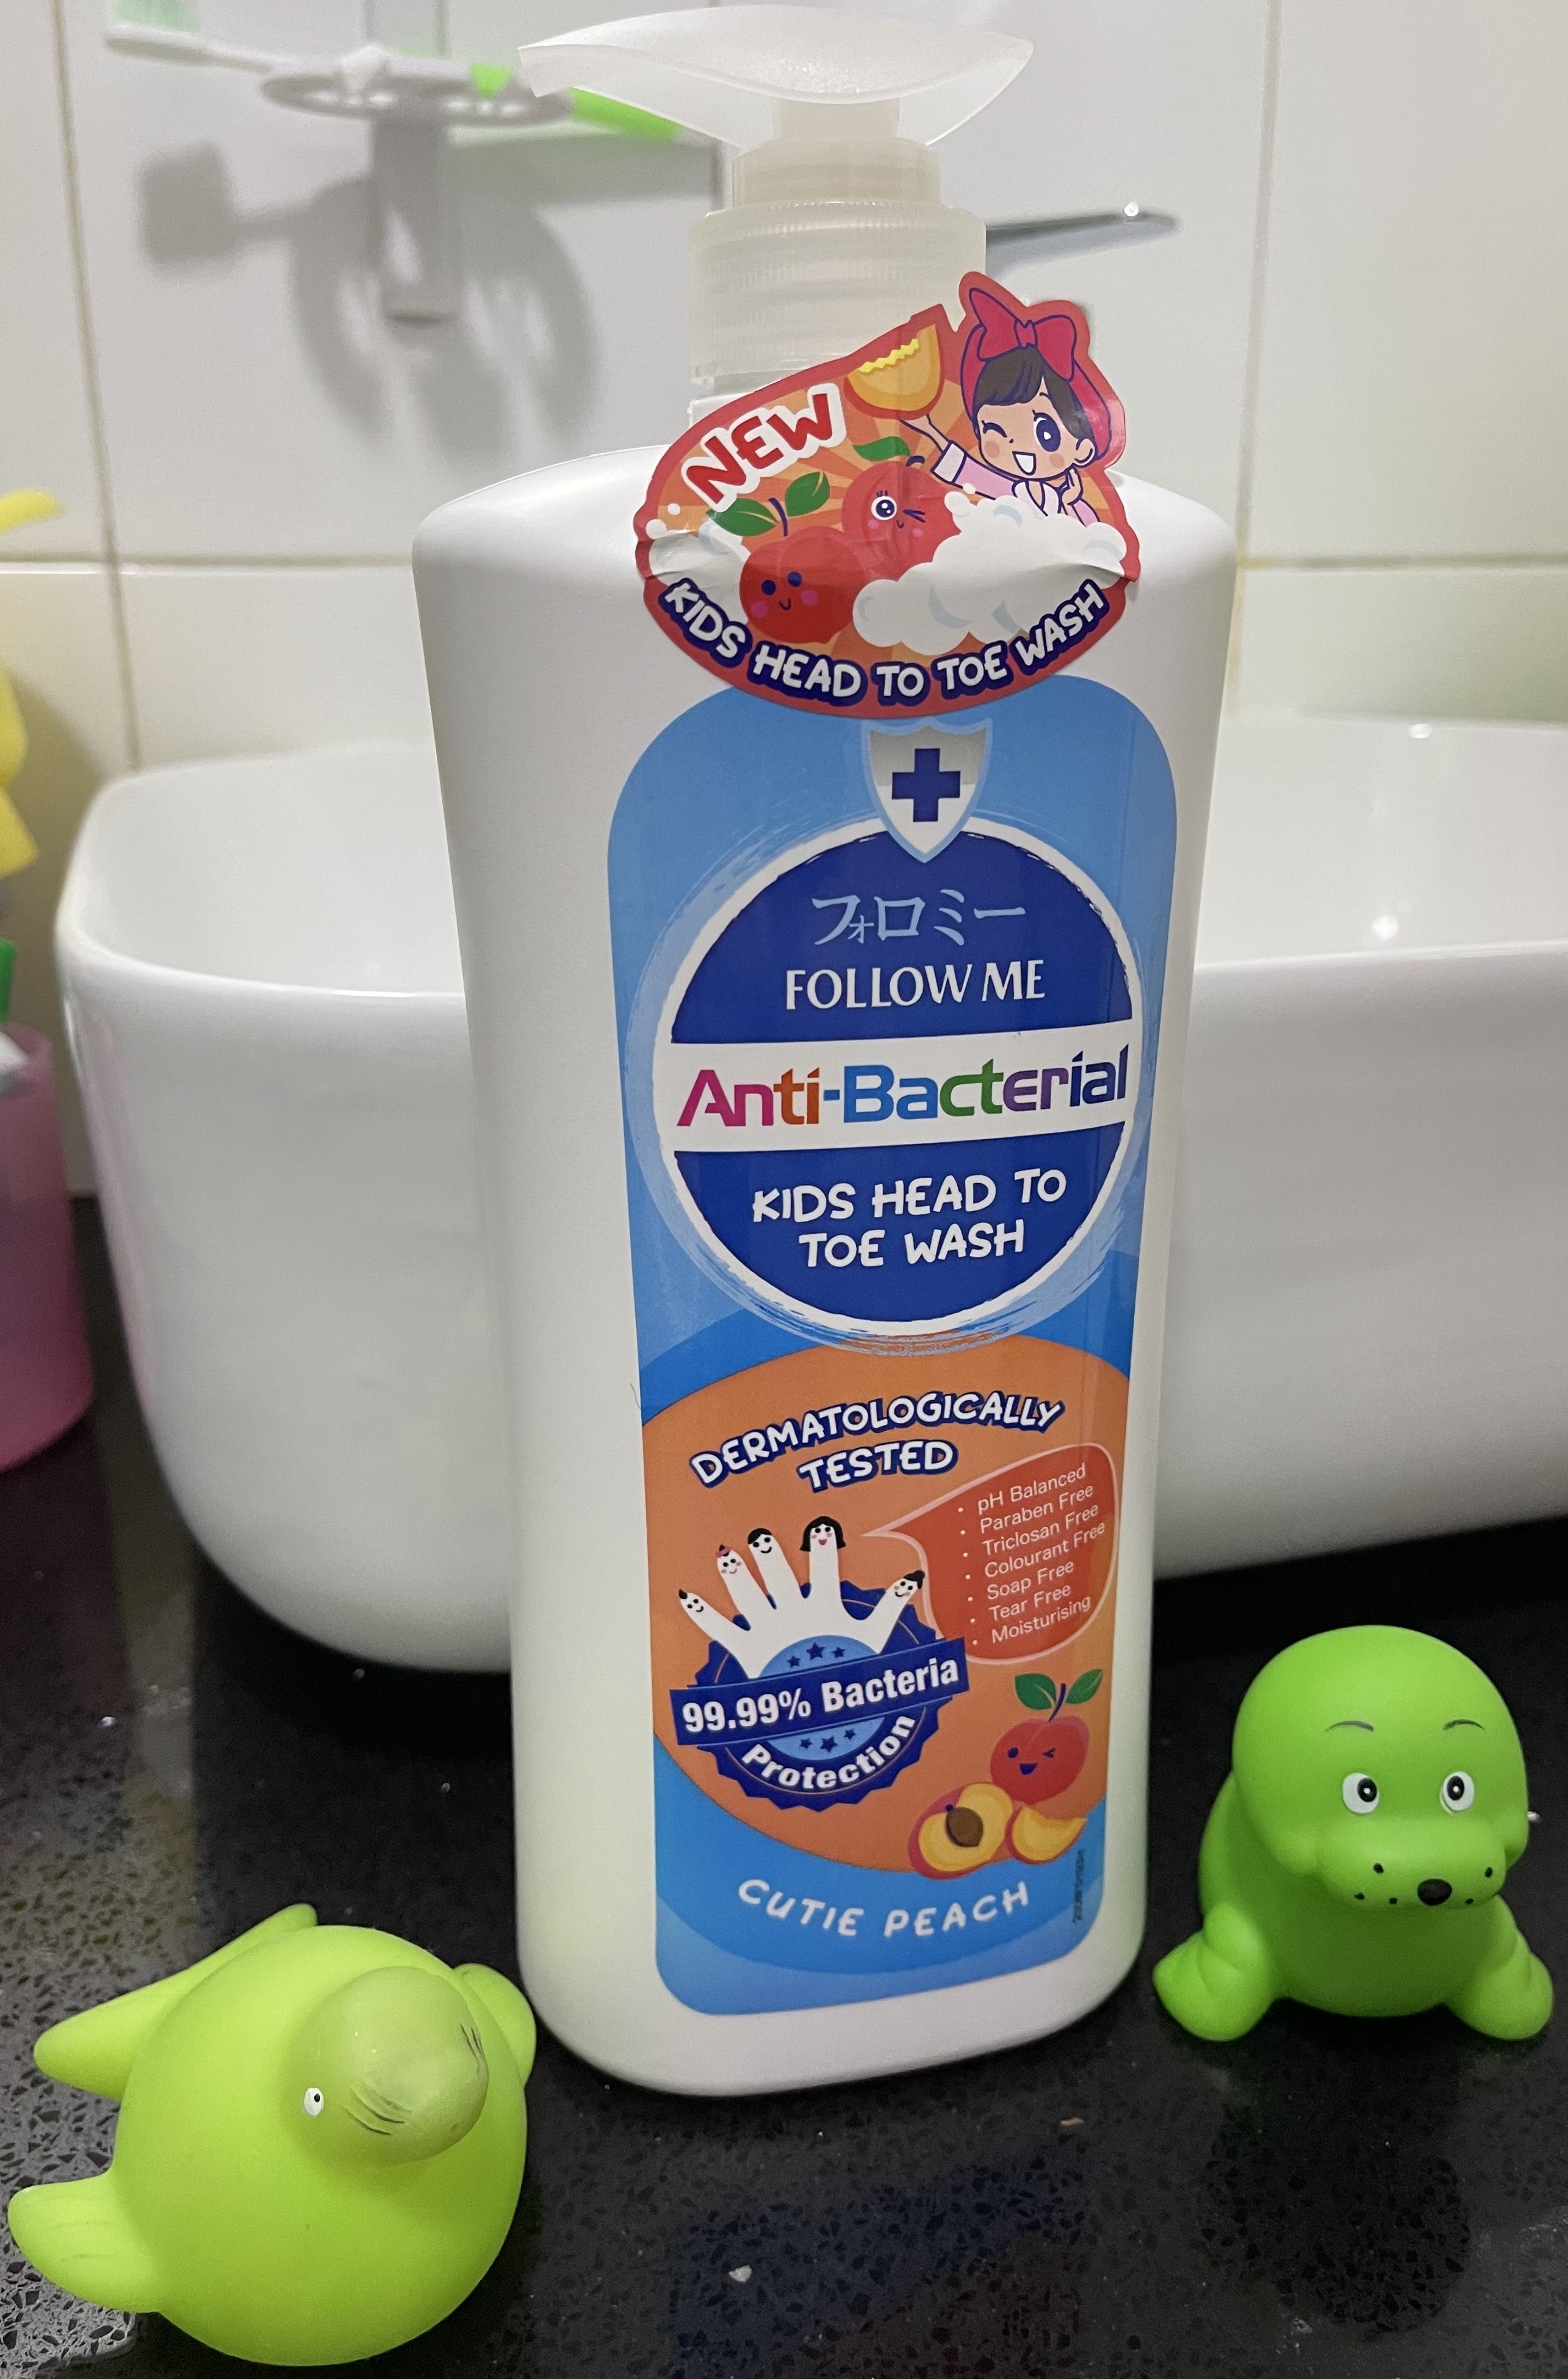 NEW
KIDS HEAD TO TOE WASH
フォロミー
FOLLOW ME
Anti-Bacterial
KIDS HEAD TO
TOE WASH
DERMATOLOGICALLY
TESTED
• pH Balanced
• Paraben Free
• Triclosan Free
• Colourant Free
• Soap Free
• Tear Free
• Moisturising
99.99% Bacteria
Protection
CUTIE PEACH